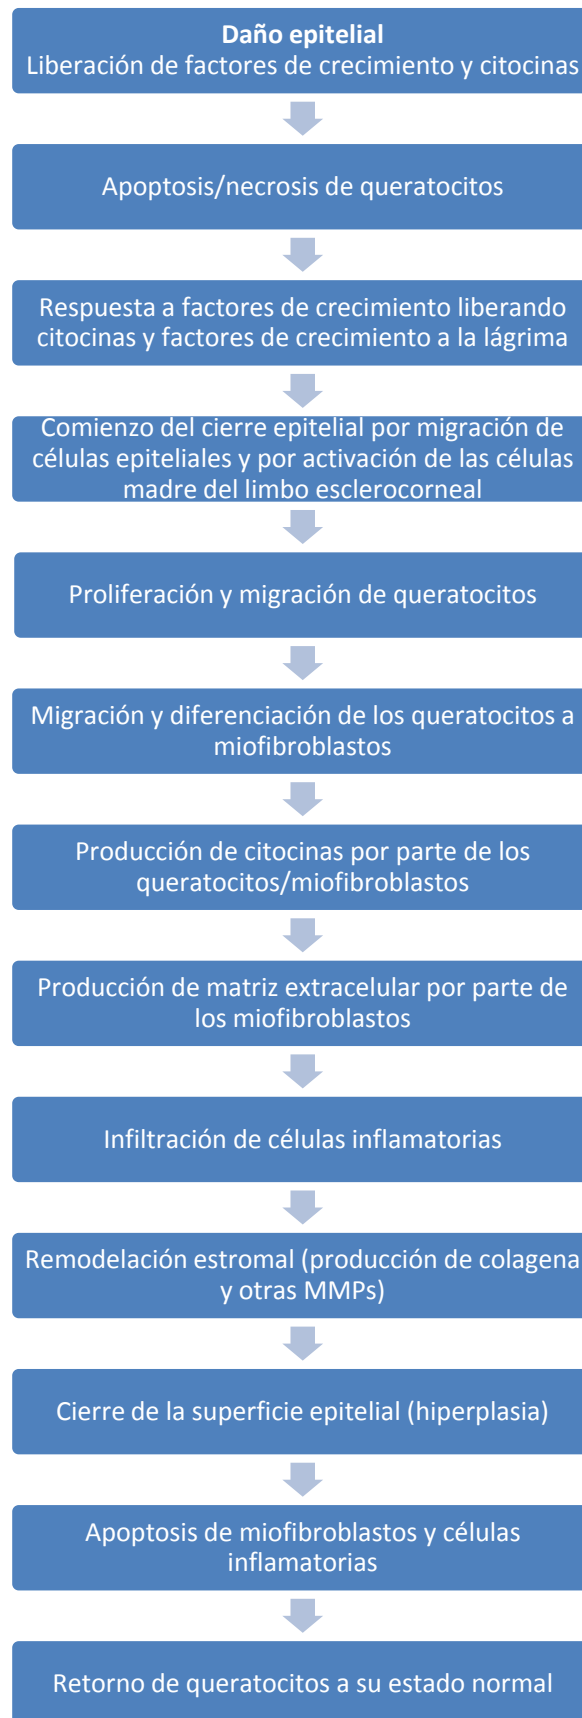 Daño epitelial
Liberación de factores de crecimiento y citocinas
Apoptosis/necrosis de queratocitos
Respuesta a factores de crecimiento liberando
citocinas y factores de crecimiento a la lágrima
Comienzo del cierre epitelial por migración de
células epiteliales y por activación de las células
madre del limbo esclerocorneal
Proliferación y migración de queratocitos
Migración y diferenciación de los queratocitos a
miofibroblastos
Producción de citocinas por parte de los
queratocitos/miofibroblastos
Producción de matriz extracelular por parte de
los miofibroblastos
Infiltración de células inflamatorias
Remodelación estromal (producción de colagena
y otras MMPs)
Cierre de la superficie epitelial (hiperplasia)
Apoptosis de miofibroblastos y células
inflamatorias
Retorno de queratocitos a su estado normal